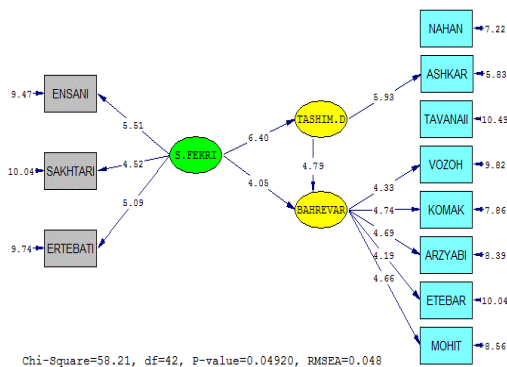 NAHAN
7.22
ASHKAR
5.83
9.47
ENSANI
5.93
5.51
TASHIM.D
TAVANAII
10.49
6.40
S.FEKRI
4.52
10.04
SAKHTARI
4.79
4.05
4.33
VOZOH
9.82
5.09
BAHREVAR
4.74
KOMAK
7.86
4.69
9.74
ERTEBATI
4.19
ARZYABI
8.39
4.66
ETEBAR
10.04
MOHIT
8.56
Chi-Square=58.21, df=42, P-value=0.04920, RMSEA=0.048